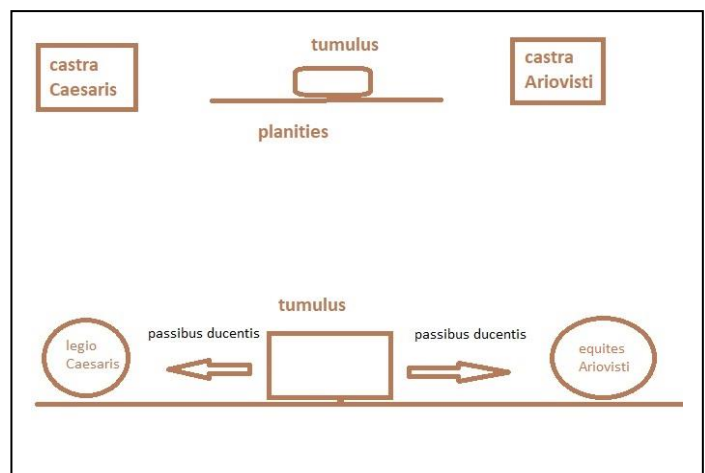 tumulus
castra
Caesaris
castra
Ariovisti
planities
tumulus
passibus ducentis
passibus ducentis
legio
Caesaris
equites
Ariovisti